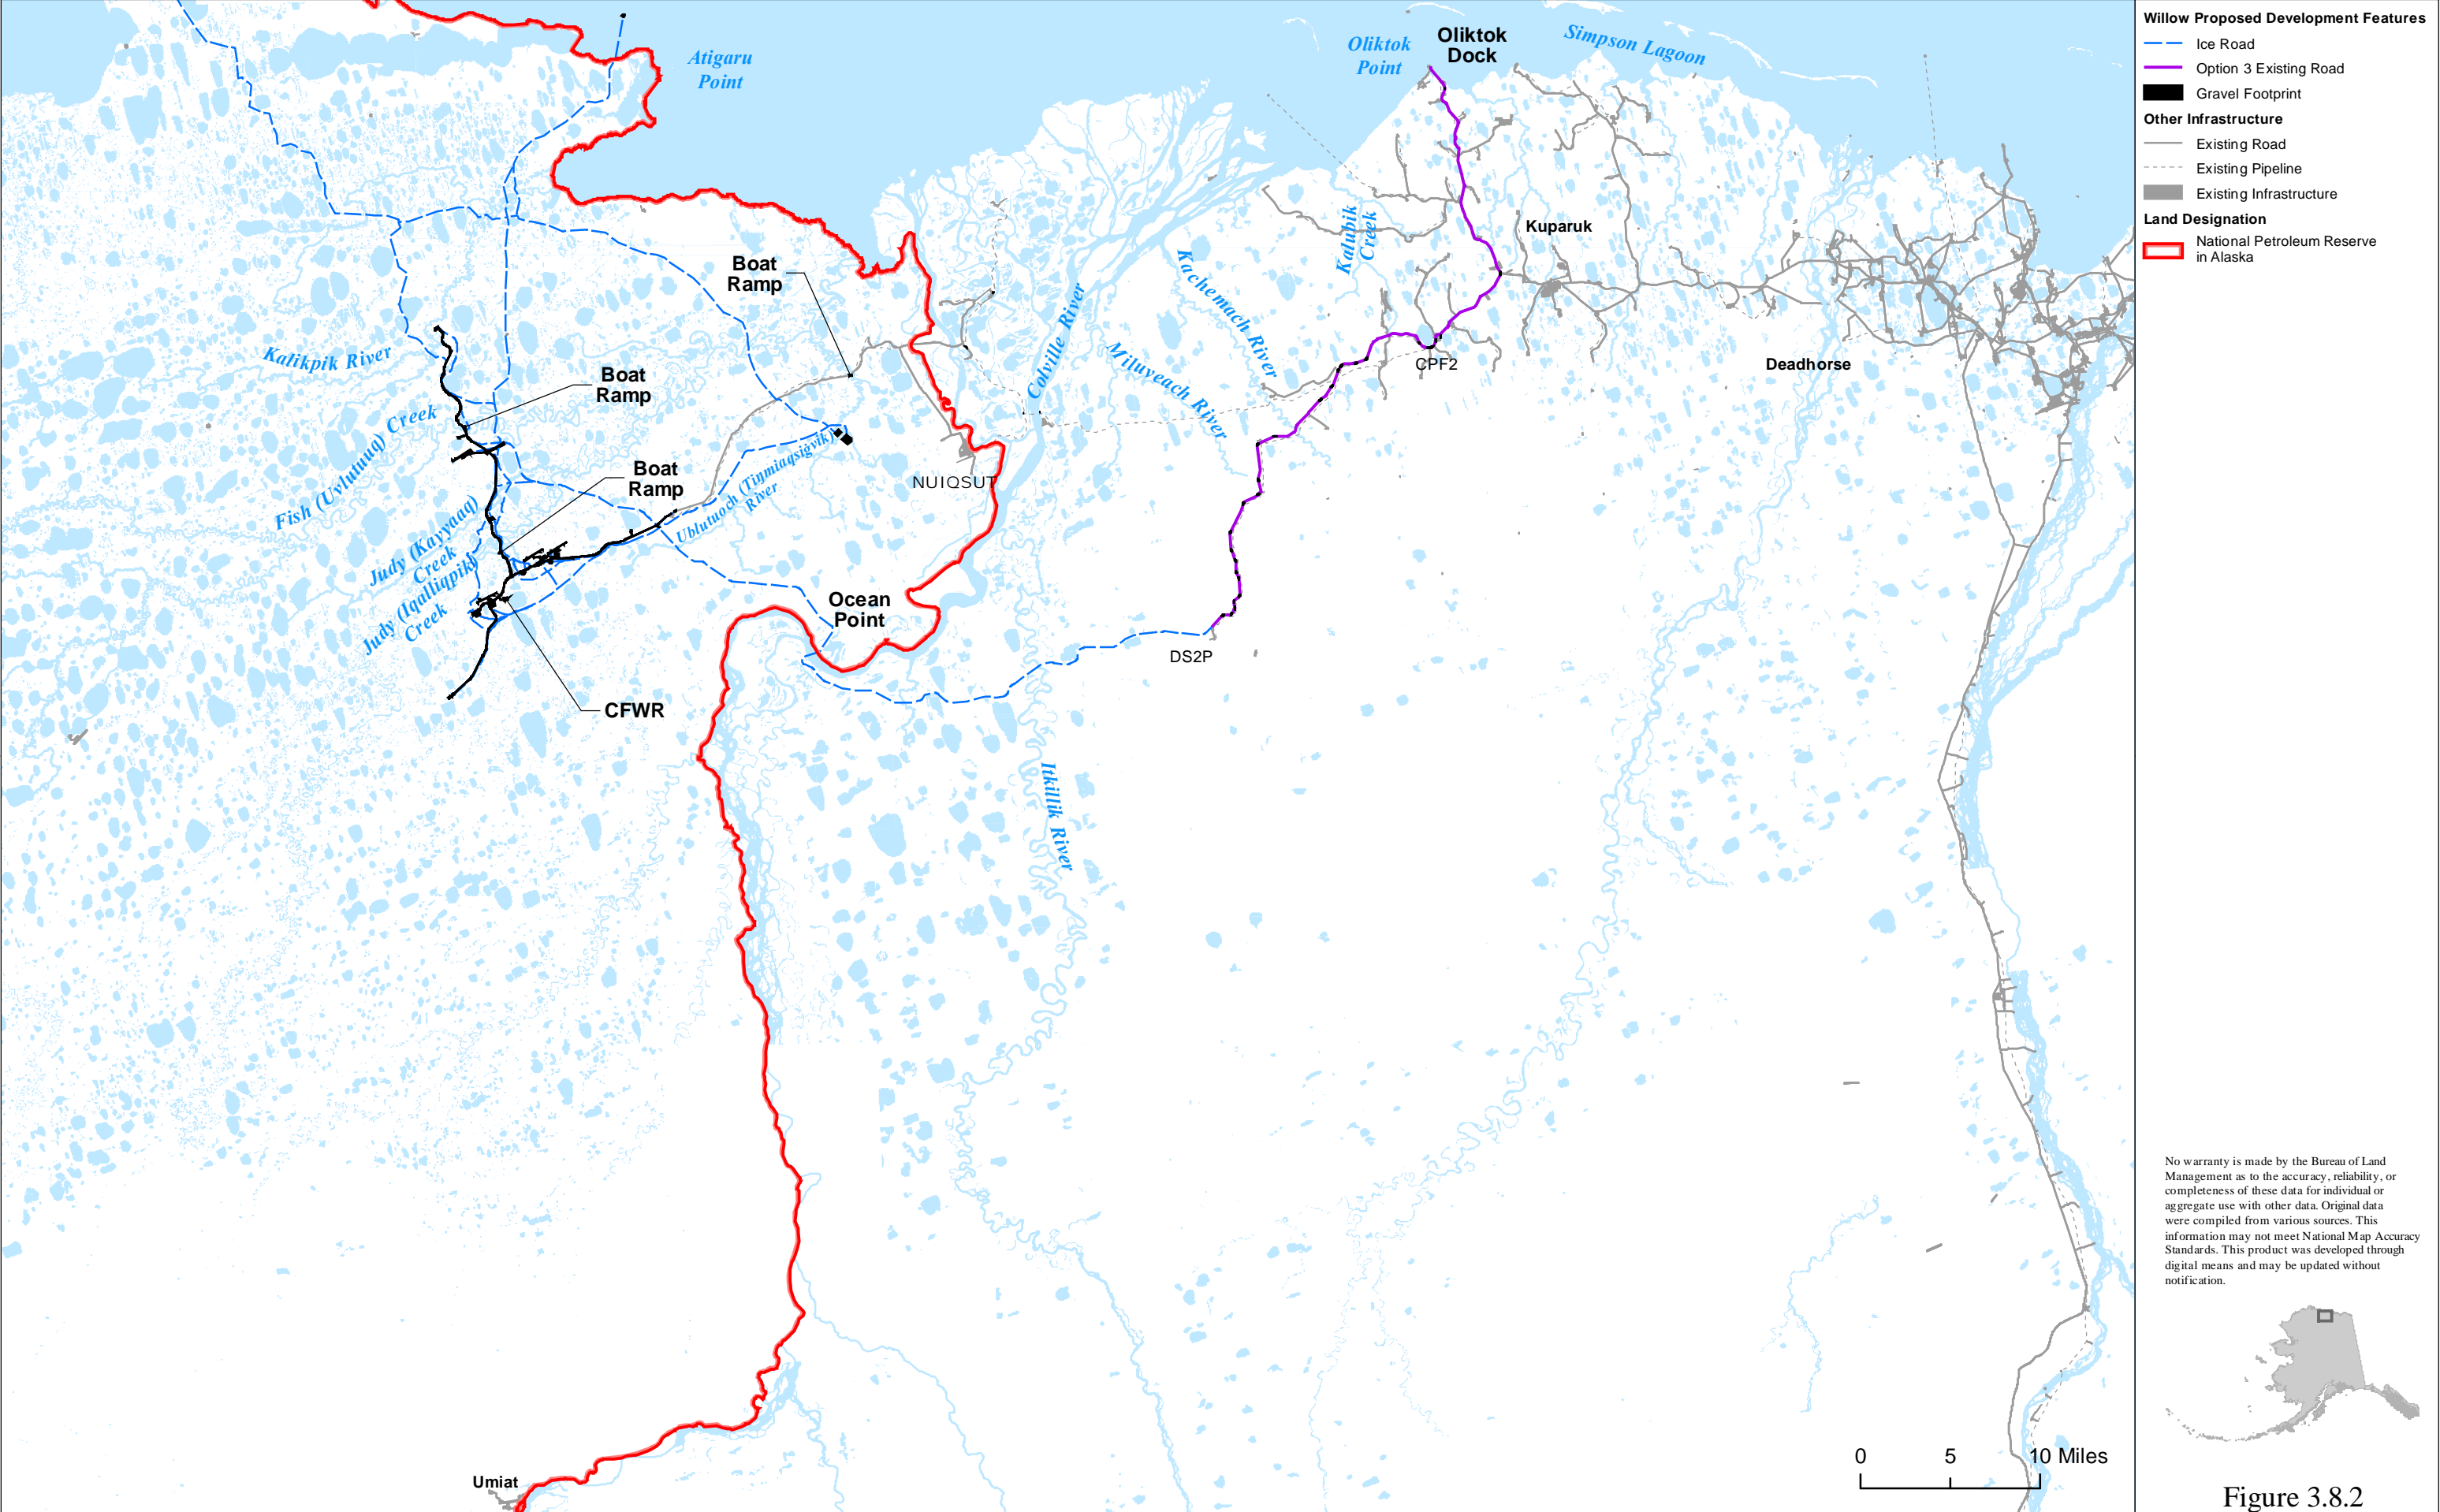 Atigaru
Point
Oliktok
Point
Oliktok
Dock
Simpson Lagoon
Kalubik
Creek
Kuparuk
Kachemach River
Boat
Ramp
Colville River
Miluveach River
CPF2
Deadhorse
Kalikpik River
Boat
Ramp
Fish (Uvlutuuq) Creek
Boat
Ramp
Ublutuoch (Tiŋmiaqsiġvik)
River
NUIQSUT
Judy (Kayyaaq)
Creek
Judy (Iqalliqpik)
Creek
Ocean
Point
DS2P
CFWR
Itkillik River
Umiat
0 5 10 Miles
Willow Proposed Development Features
Ice Road
Option 3 Existing Road
Gravel Footprint
Other Infrastructure
Existing Road
Existing Pipeline
Existing Infrastructure
Land Designation
National Petroleum Reserve
in Alaska
No warranty is made by the Bureau of Land
Management as to the accuracy, reliability, or
completeness of these data for individual or
aggregate use with other data. Original data
were compiled from various sources. This
information may not meet National Map Accuracy
Standards. This product was developed through
digital means and may be updated without
notification.
Figure 3.8.2